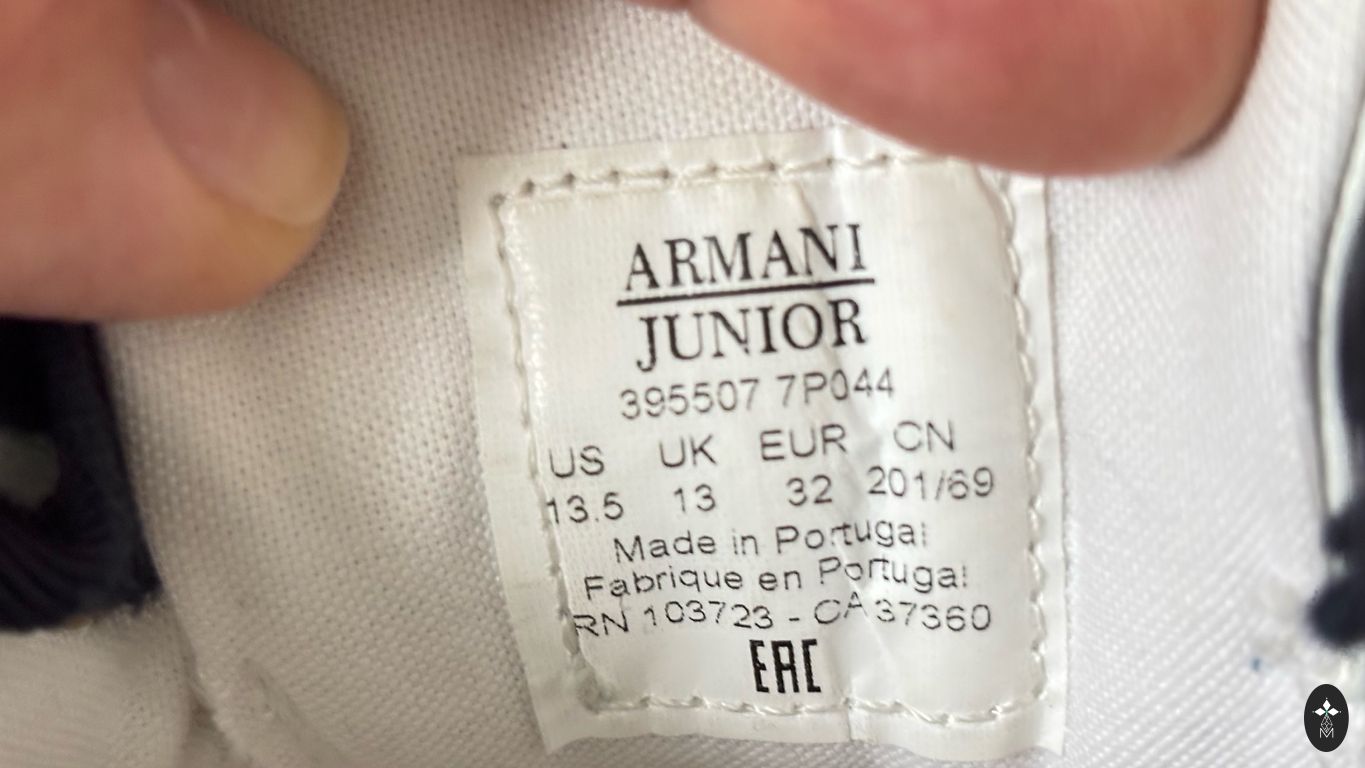 ARMANI
JUNIOR
395507 7P044
US UK EUR CN
13.5 13 32 201/69
Made in Portugal
Fabrique en Portugal
RN 103723 - CA 37360
EAC
M